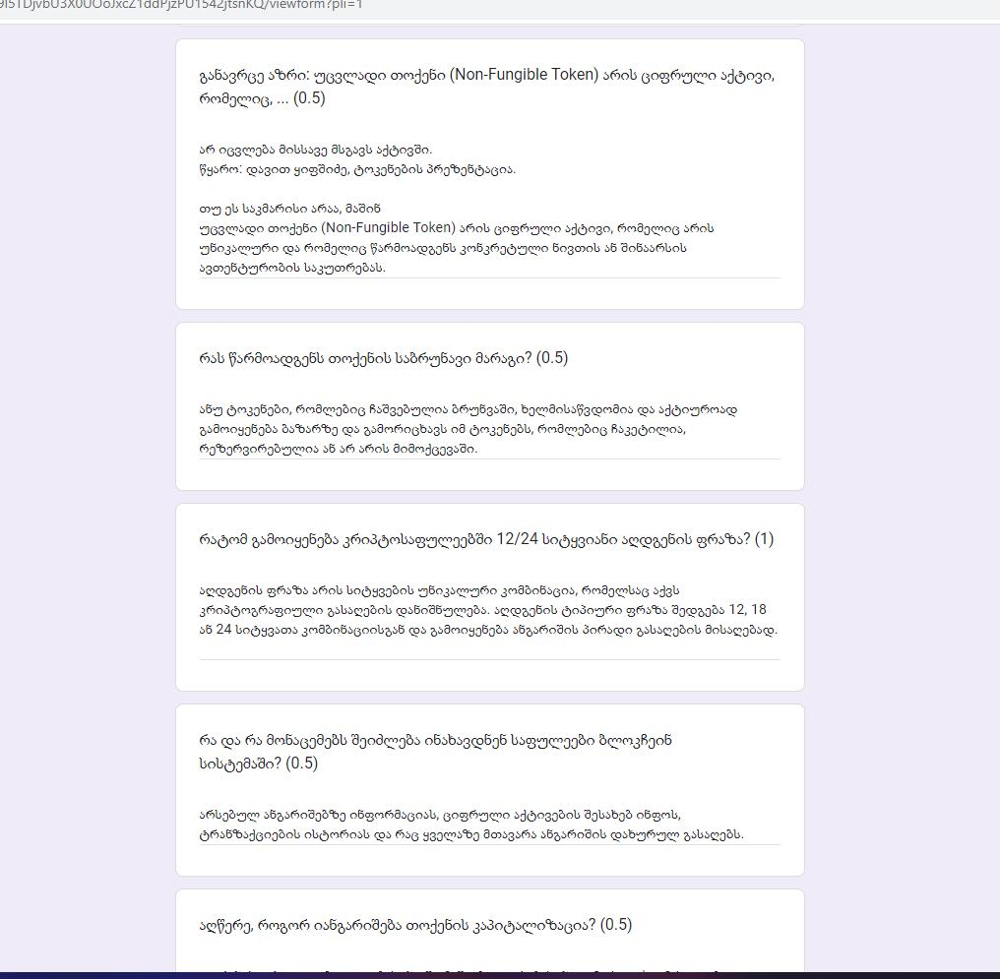 9I5TDjvbU3X0UOoJxcZ1ddPjzPU1542jtsnKQ/viewform?pli=1
განავრცე აზრი: უცვლადი თოქენი (Non-Fungible Token) არის ციფრული აქტივი,
რომელიც, ... (0.5)
არ იცვლება მისსავე მსგავს აქტივში.
წყარო: დავით ყიფშიძე, ტოკენების პრეზენტაცია.
თუ ეს საკმარისი არაა, მაშინ
უცვლადი თოქენი (Non-Fungible Token) არის ციფრული აქტივი, რომელიც არის
უნიკალური და რომელიც წარმოადგენს კონკრეტული ნივთის ან შინაარსის
ავთენტურობის საკუთრებას.
რას წარმოადგენს თოქენის საბრუნავი მარაგი? (0.5)
ანუ ტოკენები, რომლებიც ჩაშვებულია ბრუნვაში, ხელმისაწვდომია და აქტიუროად
გამოიყენება ბაზარზე და გამორიცხავს იმ ტოკენებს, რომლებიც ჩაკეტილია,
რეზერვირებულია ან არ არის მიმოქცევაში.
რატომ გამოიყენება კრიპტოსაფულეებში 12/24 სიტყვიანი აღდგენის ფრაზა? (1)
აღდგენის ფრაზა არის სიტყვების უნიკალური კომბინაცია, რომელსაც აქვს
კრიპტოგრაფიული გასაღების დანიშნულება. აღდგენის ტიპიური ფრაზა შედგება 12, 18
ან 24 სიტყვათა კომბინაციისგან და გამოიყენება ანგარიშის პირადი გასაღების მისაღებად.
რა და რა მონაცემებს შეიძლება ინახავდნენ საფულეები ბლოკჩეინ
სისტემაში? (0.5)
არსებულ ანგარიშებზე ინფორმაციას, ციფრული აქტივების შესახებ ინფოს,
ტრანზაქციების ისტორიას და რაც ყველაზე მთავარა ანგარიშის დახურულ გასაღებს.
აღწერე, როგორ იანგარიშება თოქენის კაპიტალიზაცია? (0.5)